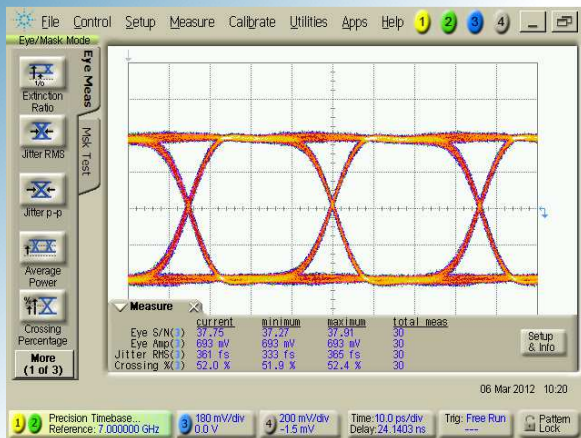 File Control Setup Measure Calibrate Utilities Apps Help 1 2 3 4
Eye/Mask Mode
Extinction
Ratio
Jitter RMS
Jitter p-p
Average
Power
Crossing
Percentage
More
(1 of 3)
Eye Meas
Msk Test
Measure
current minimum maximum total meas
Eye S/N(3) 37.75 37.27 37.91 30
Eye Amp(3) 693 mV 693 mV 693 mV 30
Jitter RMS(3) 361 fs 333 fs 365 fs 30
Crossing %(3) 52.0 % 51.9 % 52.4 % 30
Setup
& Info
06 Mar 2012 10:20
1 2 Precision Timebase...
Reference: 7.000000 GHz
3 180 mV/div
0.0 V
4 200 mV/div
-1.5 mV
Time:10.0 ps/div
Delay:24.1403 ns
Trig: Free Run
---
Pattern
Lock